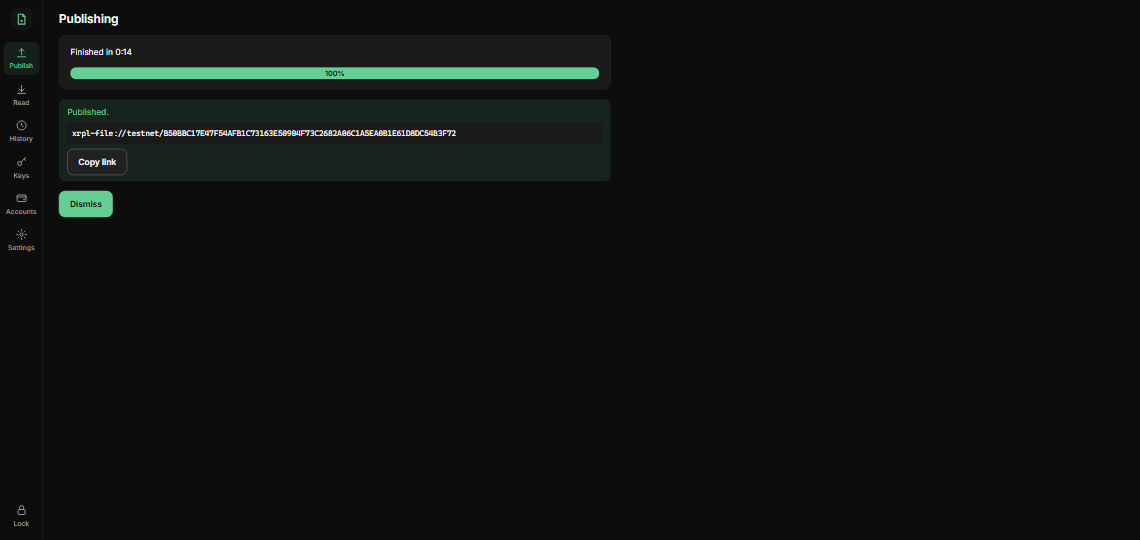 Publishing
Finished in 0:14
100%
Published.
xrpl-file://testnet/B50BBC17E47F54AFB1C73163E50904F73C2682A06C1A5EA0B1E61D8DC54B3F72
Copy link
Dismiss
Publish
Read
History
Keys
Accounts
Settings
Lock